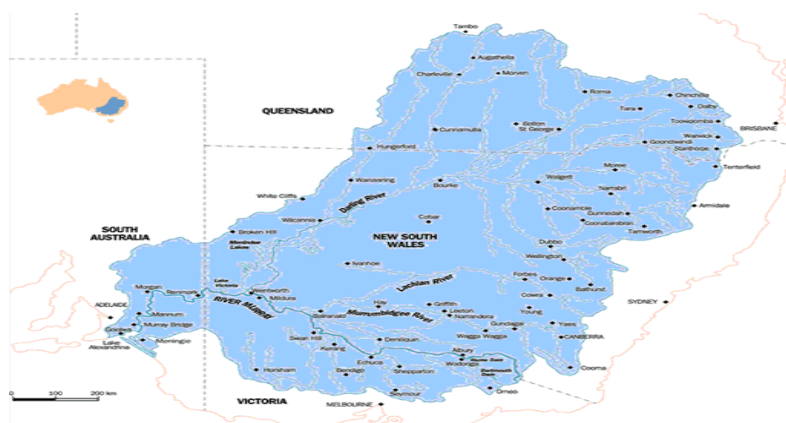 Tambo
Augathella
Charleville
Morven
Roma
Chinchilla
QUEENSLAND
Tara
Dalby
Toowoomba
BRISBANE
Cunnamulla
Bollon
St George
Warwick
Goondiwindi
Stanthorpe
Hungerford
Moree
Tenterfield
Wanaaring
Bourke
Walgett
Narrabri
White Cliffs
Darling River
Coonamble
Gunnedah
Armidale
Wilcannia
Cobar
Coonabarabran
Tamworth
SOUTH
AUSTRALIA
Broken Hill
NEW SOUTH
WALES
Menindee
Lakes
Dubbo
Wellington
Ivanhoe
Lachlan River
Forbes
Orange
Lake
Victoria
Bathurst
Morgan
Renmark
Wentworth
Mildura
Cowra
SYDNEY
ADELAIDE
RIVER MURRAY
Hay
Griffith
Young
Mannum
Balranald
Murrumbidgee River
Leeton
Narrandera
Murray Bridge
Gundagai
Yass
Goolwa
Swan Hill
Deniliquin
Wagga Wagga
CANBERRA
Lake
Alexandrina
Meningie
Kerang
Albury
Hume Dam
Echuca
Wodonga
Dartmouth
Dam
Cooma
Horsham
Bendigo
Shepparton
0 100 200 km
Seymour
Omeo
VICTORIA
MELBOURNE